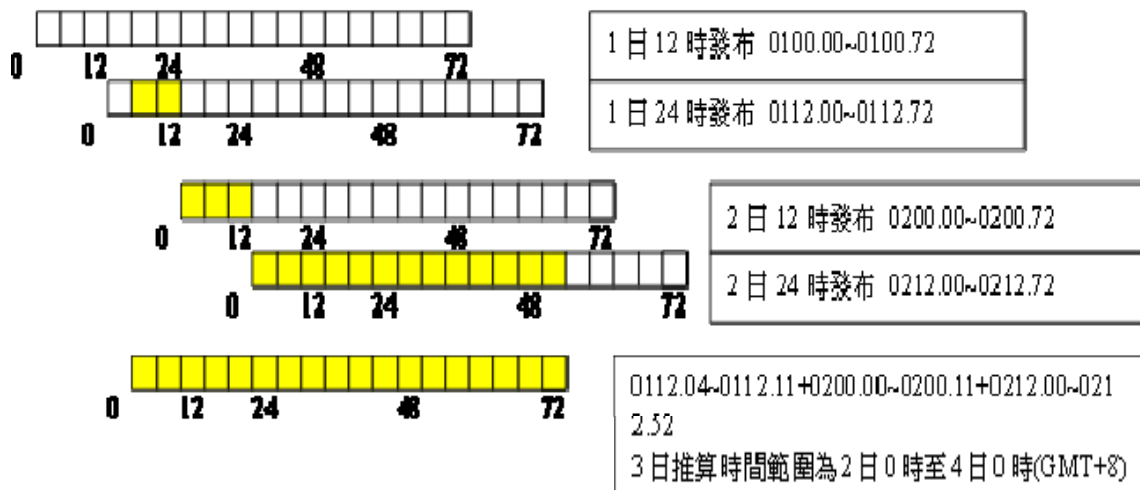 0 12 24 48 72
1 日 12 時發布 0100.00~0100.72
0 12 24 48 72
1 日 24 時發布 0112.00~0112.72
0 12 24 48 72
2 日 12 時發布 0200.00~0200.72
0 12 24 48 72
2 日 24 時發布 0212.00~0212.72
0 12 24 48 72
0112.04~0112.11+0200.00~0200.11+0212.00~021
2.52
3 日推算時間範圍為 2 日 0 時至 4 日 0 時(GMT+8)